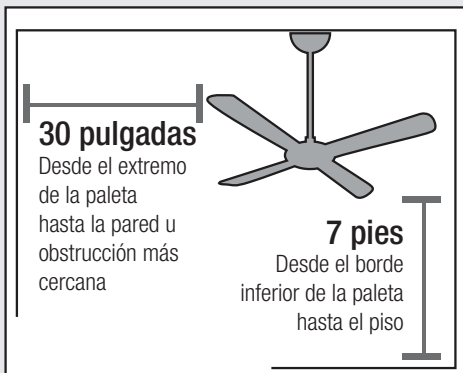 30 pulgadas
Desde el extremo
de la paleta
hasta la pared u
obstrucción más
cercana
7 pies
Desde el borde
inferior de la paleta
hasta el piso